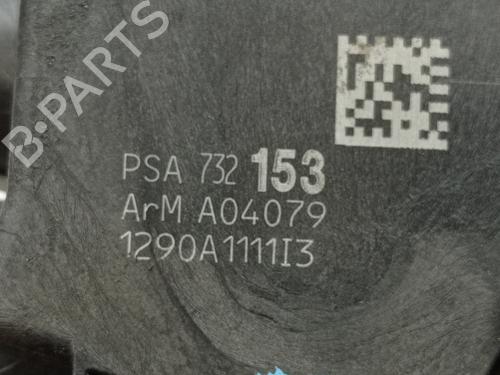 B-PARTS
PSA 732 153
ArM A04079
1290A1111I3